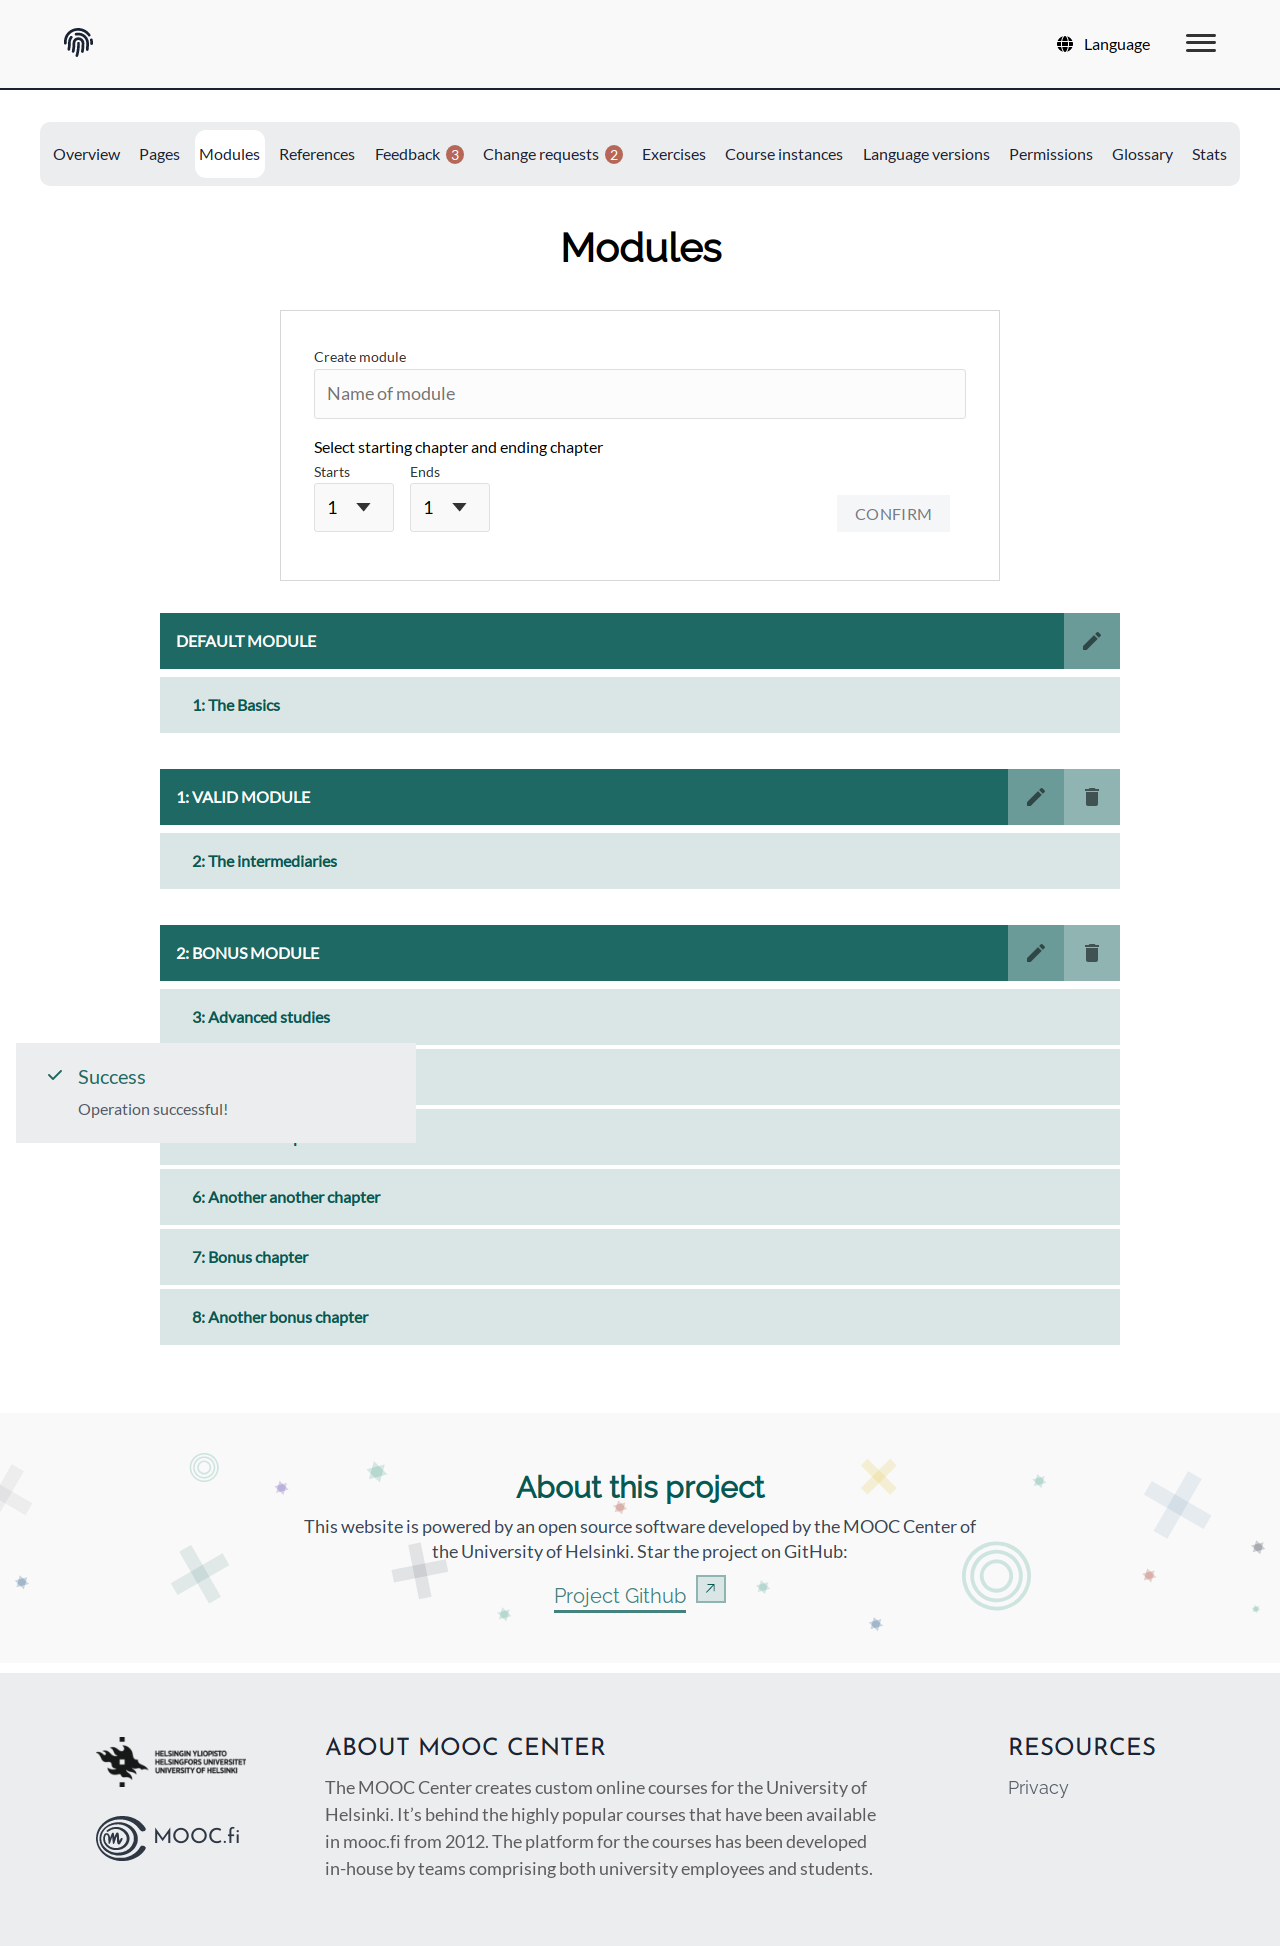 Language
Overview Pages Modules References Feedback 3 Change requests 2 Exercises Course instances Language versions Permissions Glossary Stats
Modules
Create module
Name of module
Select starting chapter and ending chapter
Starts Ends
1 1
CONFIRM
DEFAULT MODULE
1: The Basics
1: VALID MODULE
2: The intermediaries
2: BONUS MODULE
3: Advanced studies
Success
Operation successful!
6: Another another chapter
7: Bonus chapter
8: Another bonus chapter
About this project
This website is powered by an open source software developed by the MOOC Center of
the University of Helsinki. Star the project on GitHub:
Project Github
HELSINGIN YLIOPISTO
HELSINGFORS UNIVERSITET
UNIVERSITY OF HELSINKI
MOOC.fi
ABOUT MOOC CENTER
The MOOC Center creates custom online courses for the University of
Helsinki. It’s behind the highly popular courses that have been available
in mooc.fi from 2012. The platform for the courses has been developed
in-house by teams comprising both university employees and students.
RESOURCES
Privacy